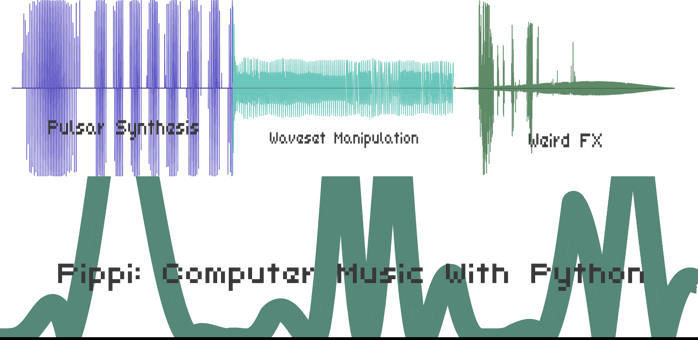 Pulsar Synthesis
Waveset Manipulation
Weird FX
Pippi: Computer Music With Python